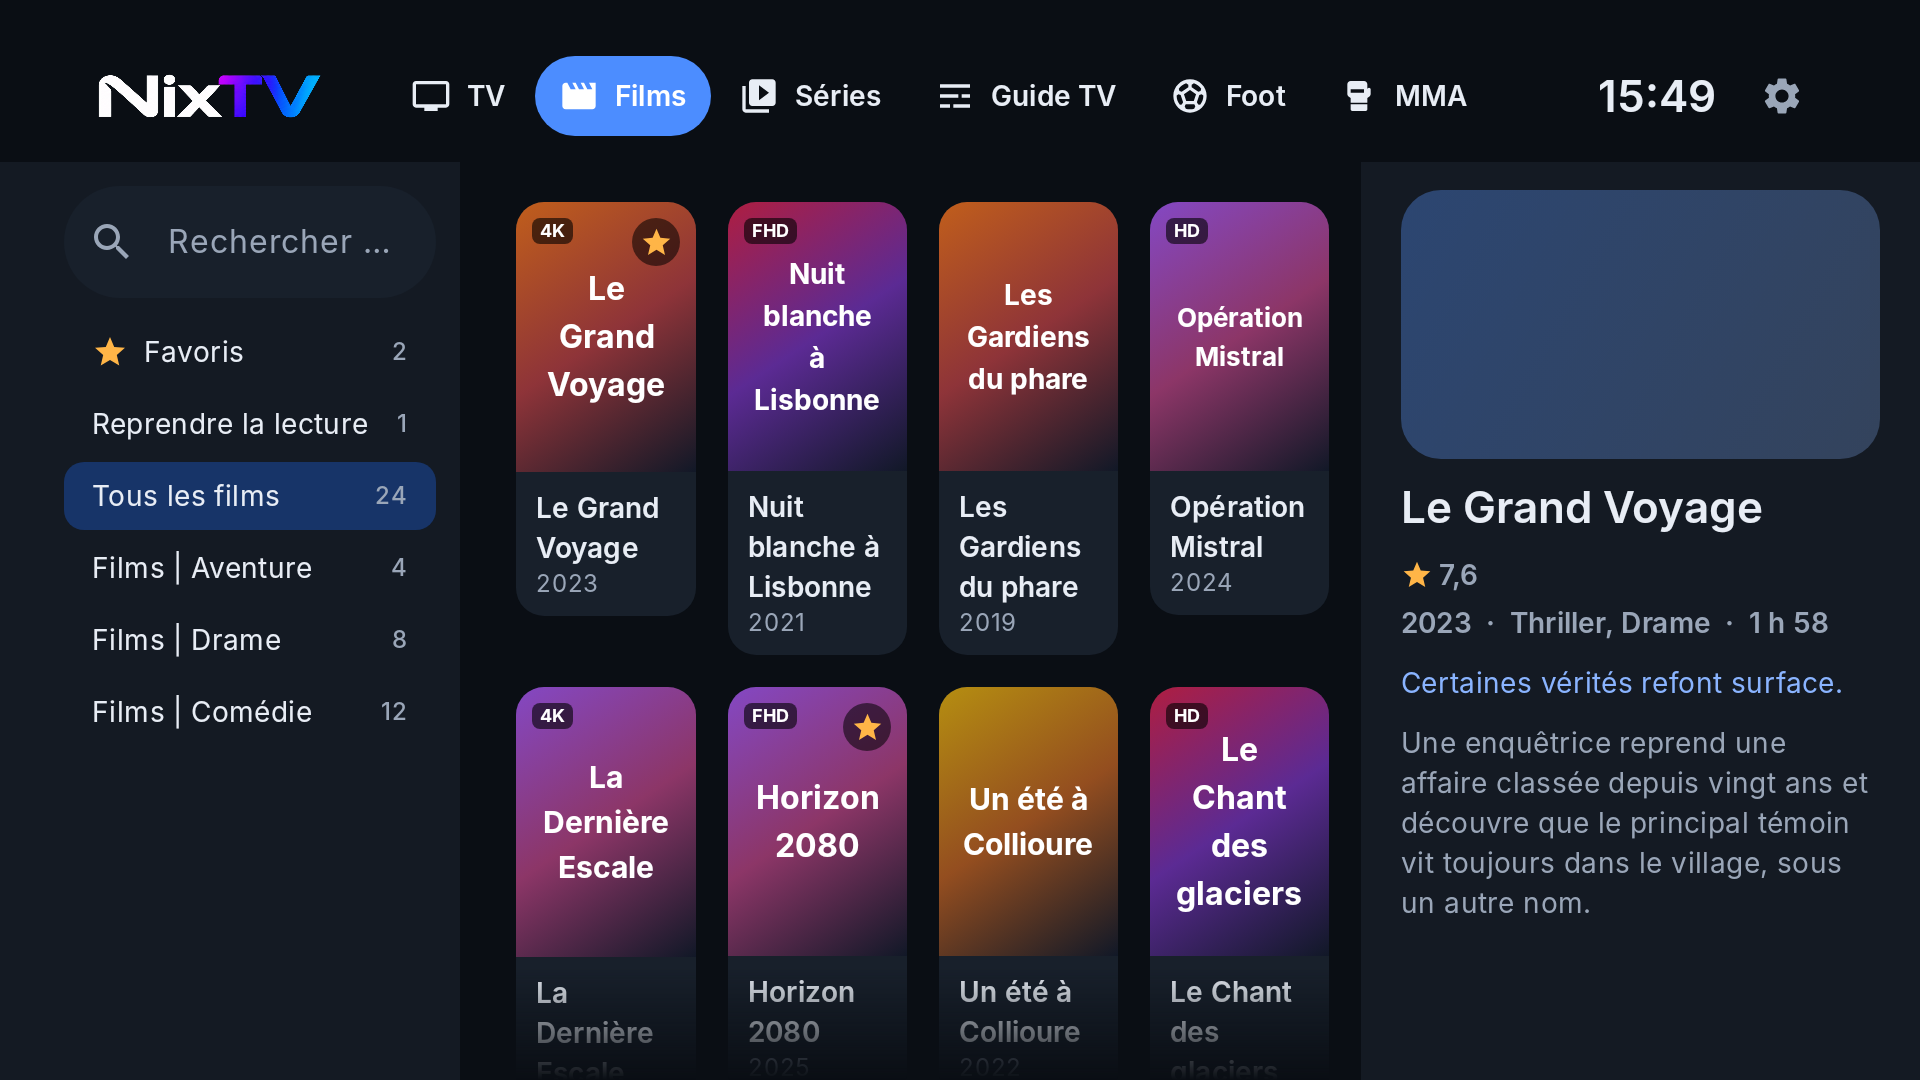 NixTV
TV
Films
Séries
Guide TV
Foot
MMA
15:49
Rechercher ...
Favoris 2
Reprendre la lecture 1
Tous les films 24
Films | Aventure 4
Films | Drame 8
Films | Comédie 12
4K
Le
Grand
Voyage
Le Grand
Voyage
2023
FHD
Nuit
blanche
à
Lisbonne
Nuit
blanche à
Lisbonne
2021
Les
Gardiens
du phare
Les
Gardiens
du phare
2019
HD
Opération
Mistral
Opération
Mistral
2024
4K
La
Dernière
Escale
La
Dernière
Escale
FHD
Horizon
2080
Horizon
2080
2025
Un été à
Collioure
Un été à
Collioure
2022
HD
Le
Chant
des
glaciers
Le Chant
des
glaciers
Le Grand Voyage
7,6
2023 · Thriller, Drame · 1 h 58
Certaines vérités refont surface.
Une enquêtrice reprend une
affaire classée depuis vingt ans et
découvre que le principal témoin
vit toujours dans le village, sous
un autre nom.